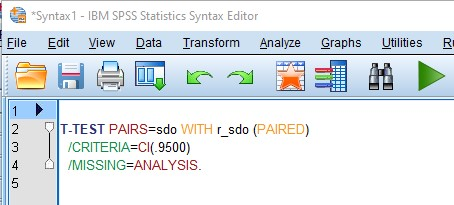 *Syntax1 - IBM SPSS Statistics Syntax Editor
File Edit View Data Transform Analyze Graphs Utilities
1
2 T-TEST PAIRS=sdo WITH r_sdo (PAIRED)
3 /CRITERIA=CI(.9500)
4 /MISSING=ANALYSIS.
5